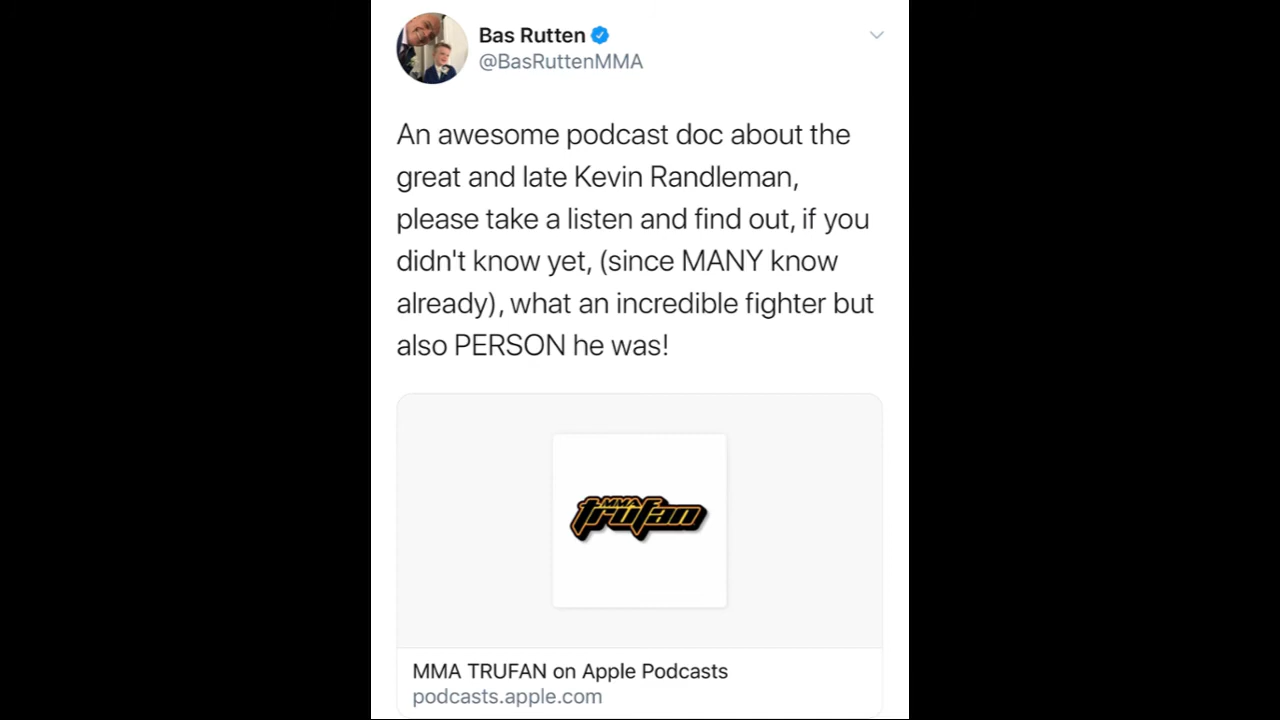 Bas Rutten
@BasRuttenMMA
An awesome podcast doc about the
great and late Kevin Randleman,
please take a listen and find out, if you
didn't know yet, (since MANY know
already), what an incredible fighter but
also PERSON he was!
MMA
trufan
MMA TRUFAN on Apple Podcasts
podcasts.apple.com